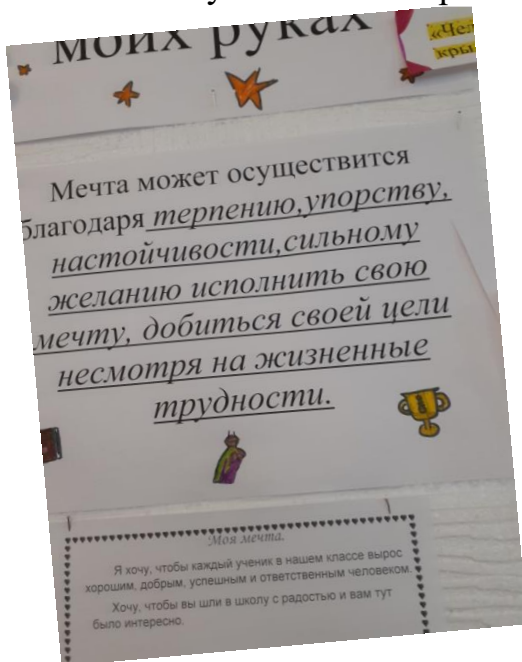 моих руках
«Чел
кры
Мечта может осуществится
благодаря терпению,упорству,
настойчивости,сильному
желанию исполнить свою
мечту, добиться своей цели
несмотря на жизненные
трудности.
Моя мечта.
Я хочу, чтобы каждый ученик в нашем классе вырос
хорошим, добрым, успешным и ответственным человеком.
Хочу, чтобы вы шли в школу с радостью и вам тут
было интересно.